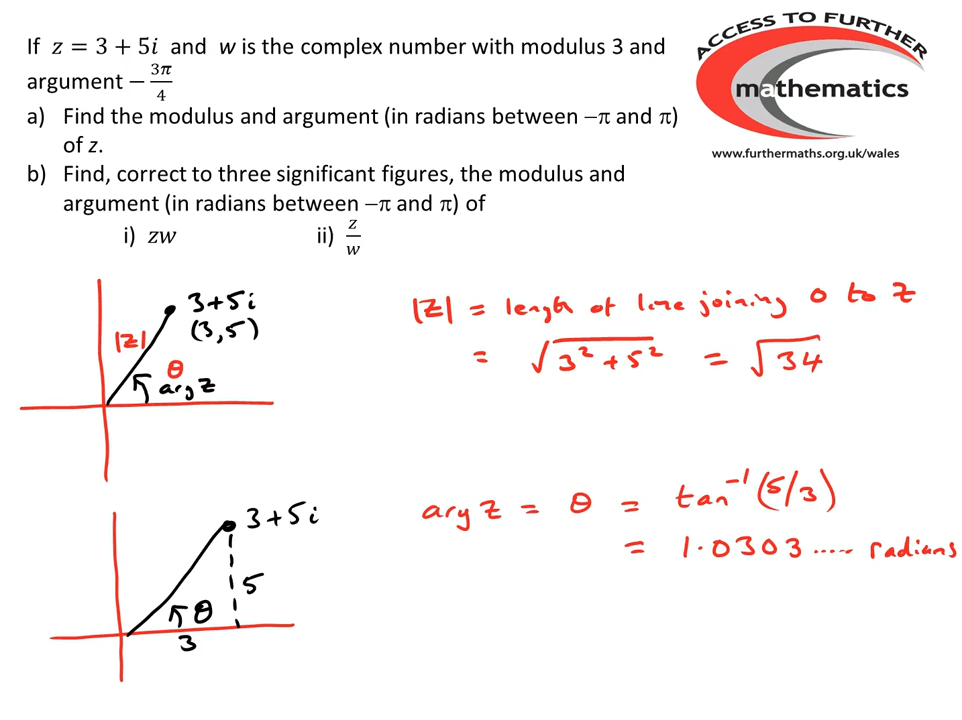 If z = 3 + 5i and w is the complex number with modulus 3 and
argument −3π/4
a) Find the modulus and argument (in radians between −π and π)
of z.
b) Find, correct to three significant figures, the modulus and
argument (in radians between −π and π) of
i) zw ii) z/w
ACCESS TO FURTHER
mathematics
www.furthermaths.org.uk/wales
3+5i
(3,5)
|z|
θ
arg z
|z| = length of line joining 0 to z
= √(3² + 5²) = √34
3+5i
5
θ
3
arg z = θ = tan⁻¹(5/3)
= 1.0303..... radians